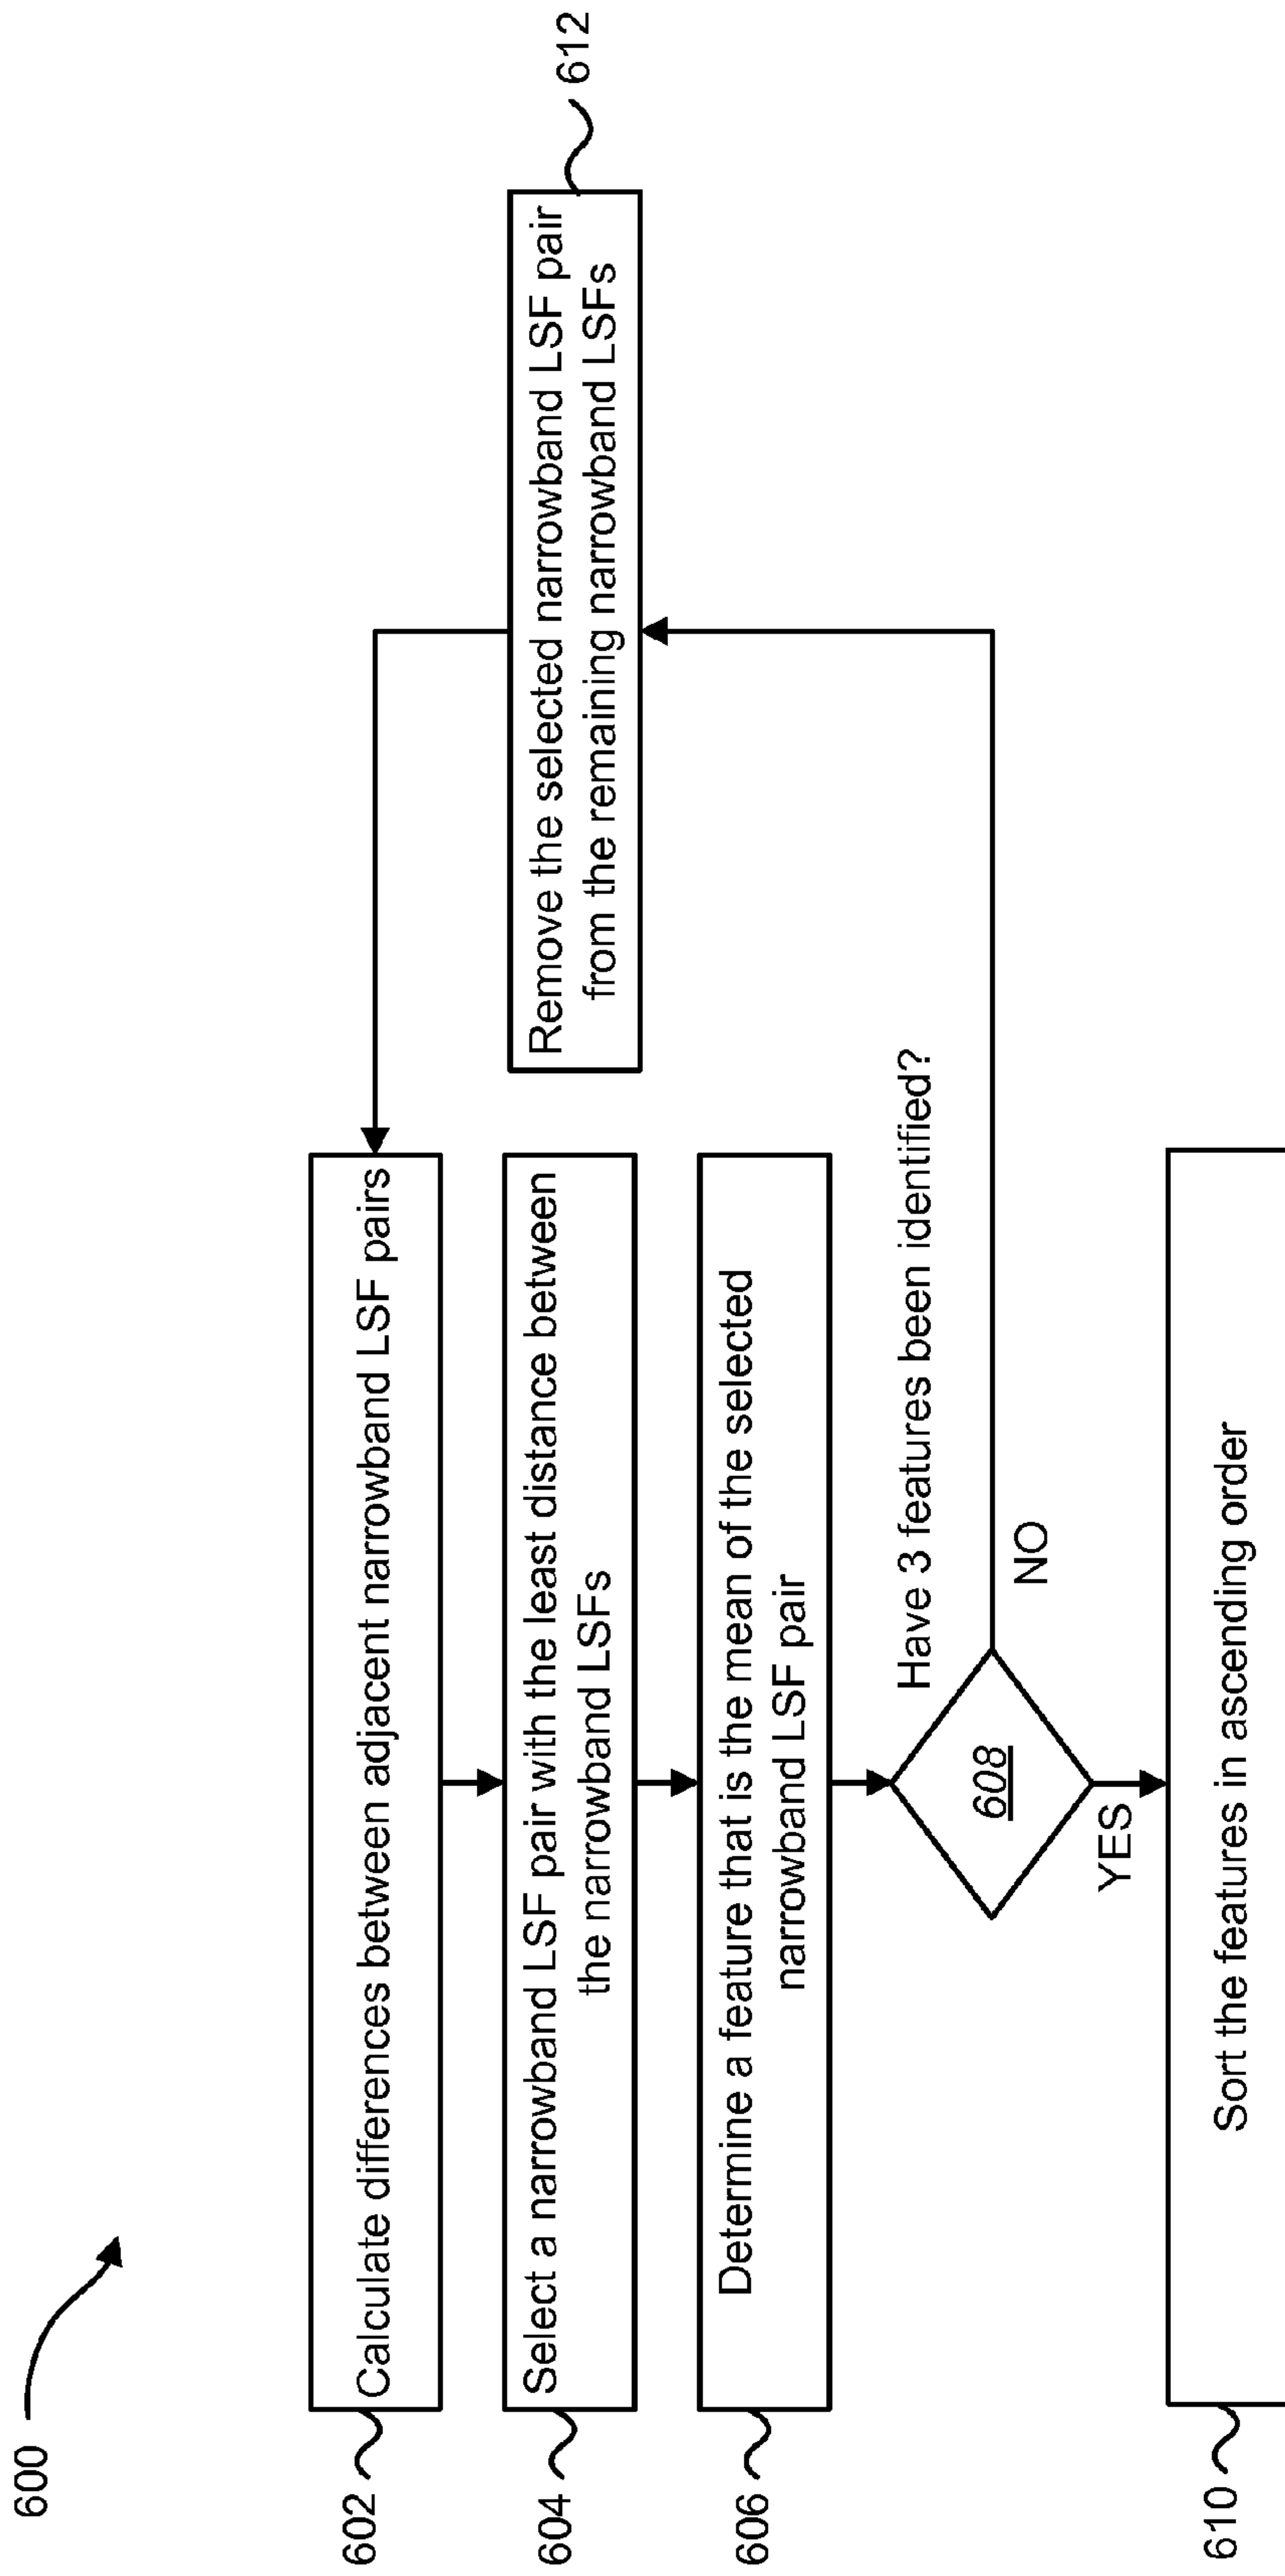 600
602
Calculate differences between adjacent narrowband LSF pairs
604
Select a narrowband LSF pair with the least distance between
the narrowband LSFs
606
Determine a feature that is the mean of the selected
narrowband LSF pair
Have 3 features been identified?
608
NO
YES
610
Sort the features in ascending order
Remove the selected narrowband LSF pair
from the remaining narrowband LSFs
612